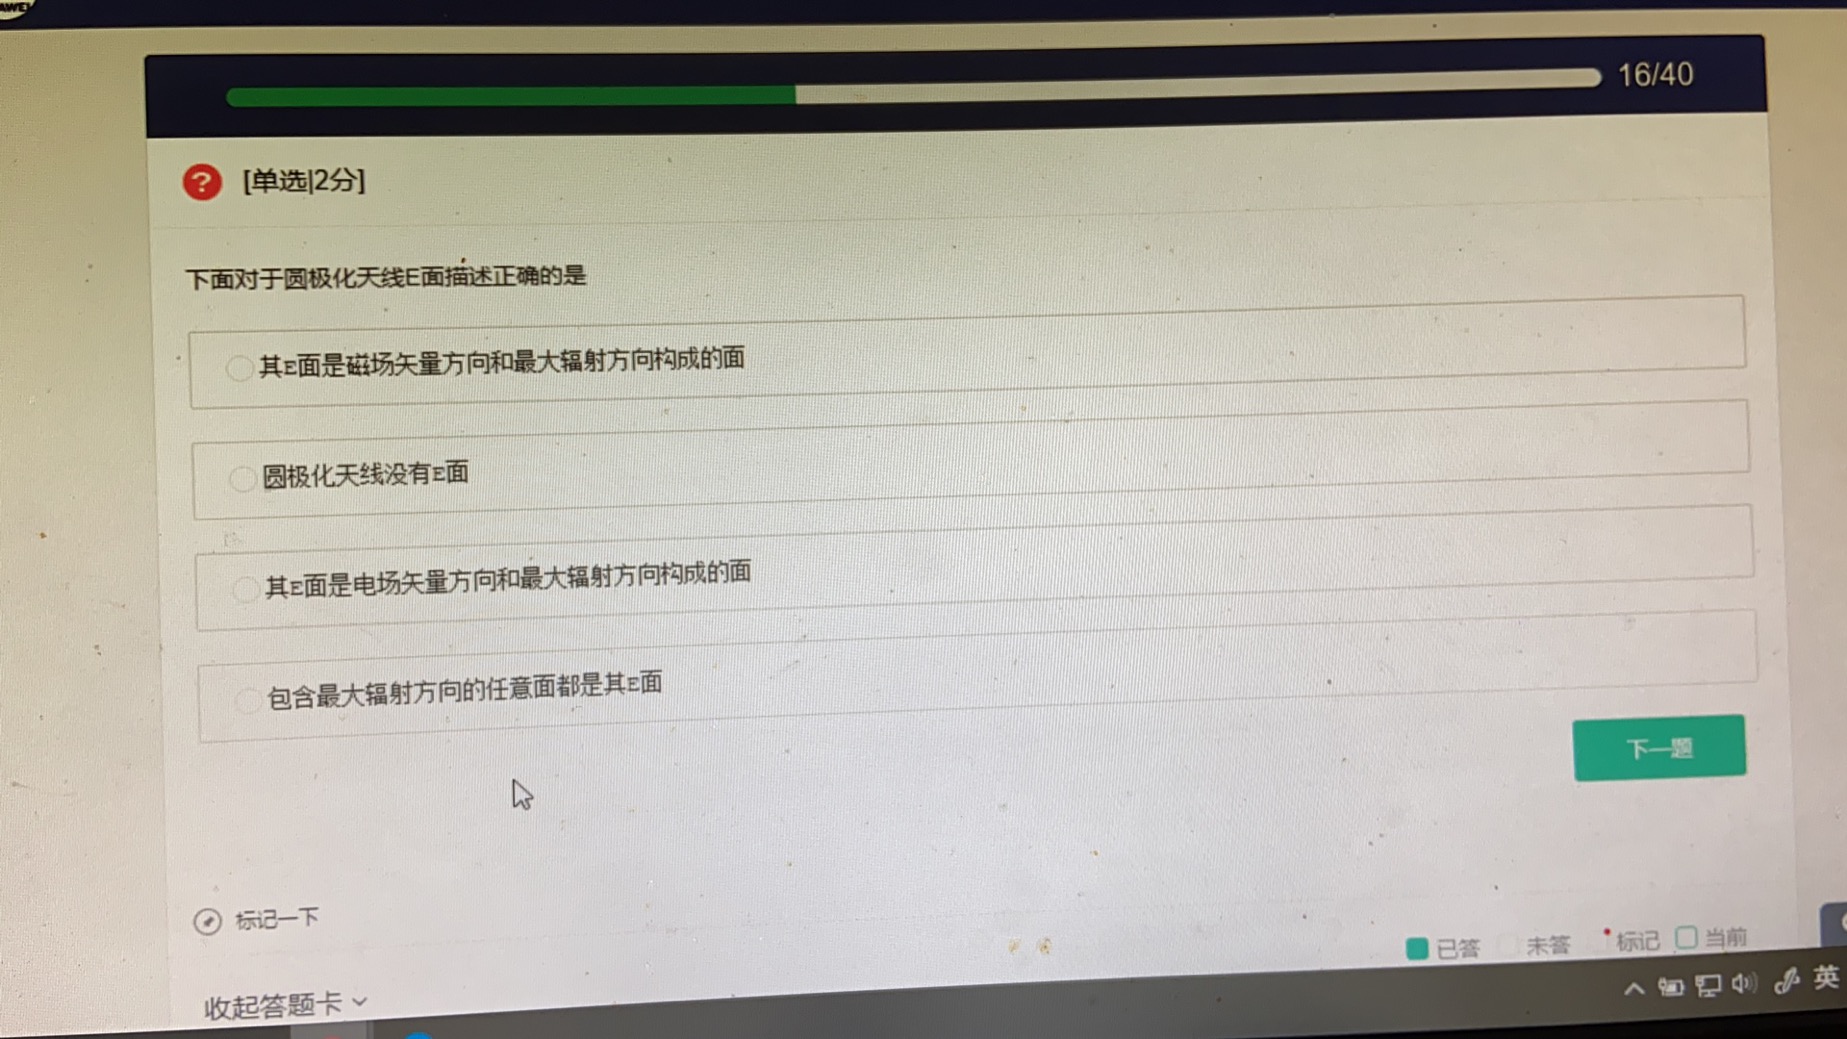 AWEI
16/40
? [单选|2分]
下面对于圆极化天线E面描述正确的是
其E面是磁场矢量方向和最大辐射方向构成的面
圆极化天线没有E面
其E面是电场矢量方向和最大辐射方向构成的面
包含最大辐射方向的任意面都是其E面
下一题
标记一下
已答 未答 标记 当前
收起答题卡
英